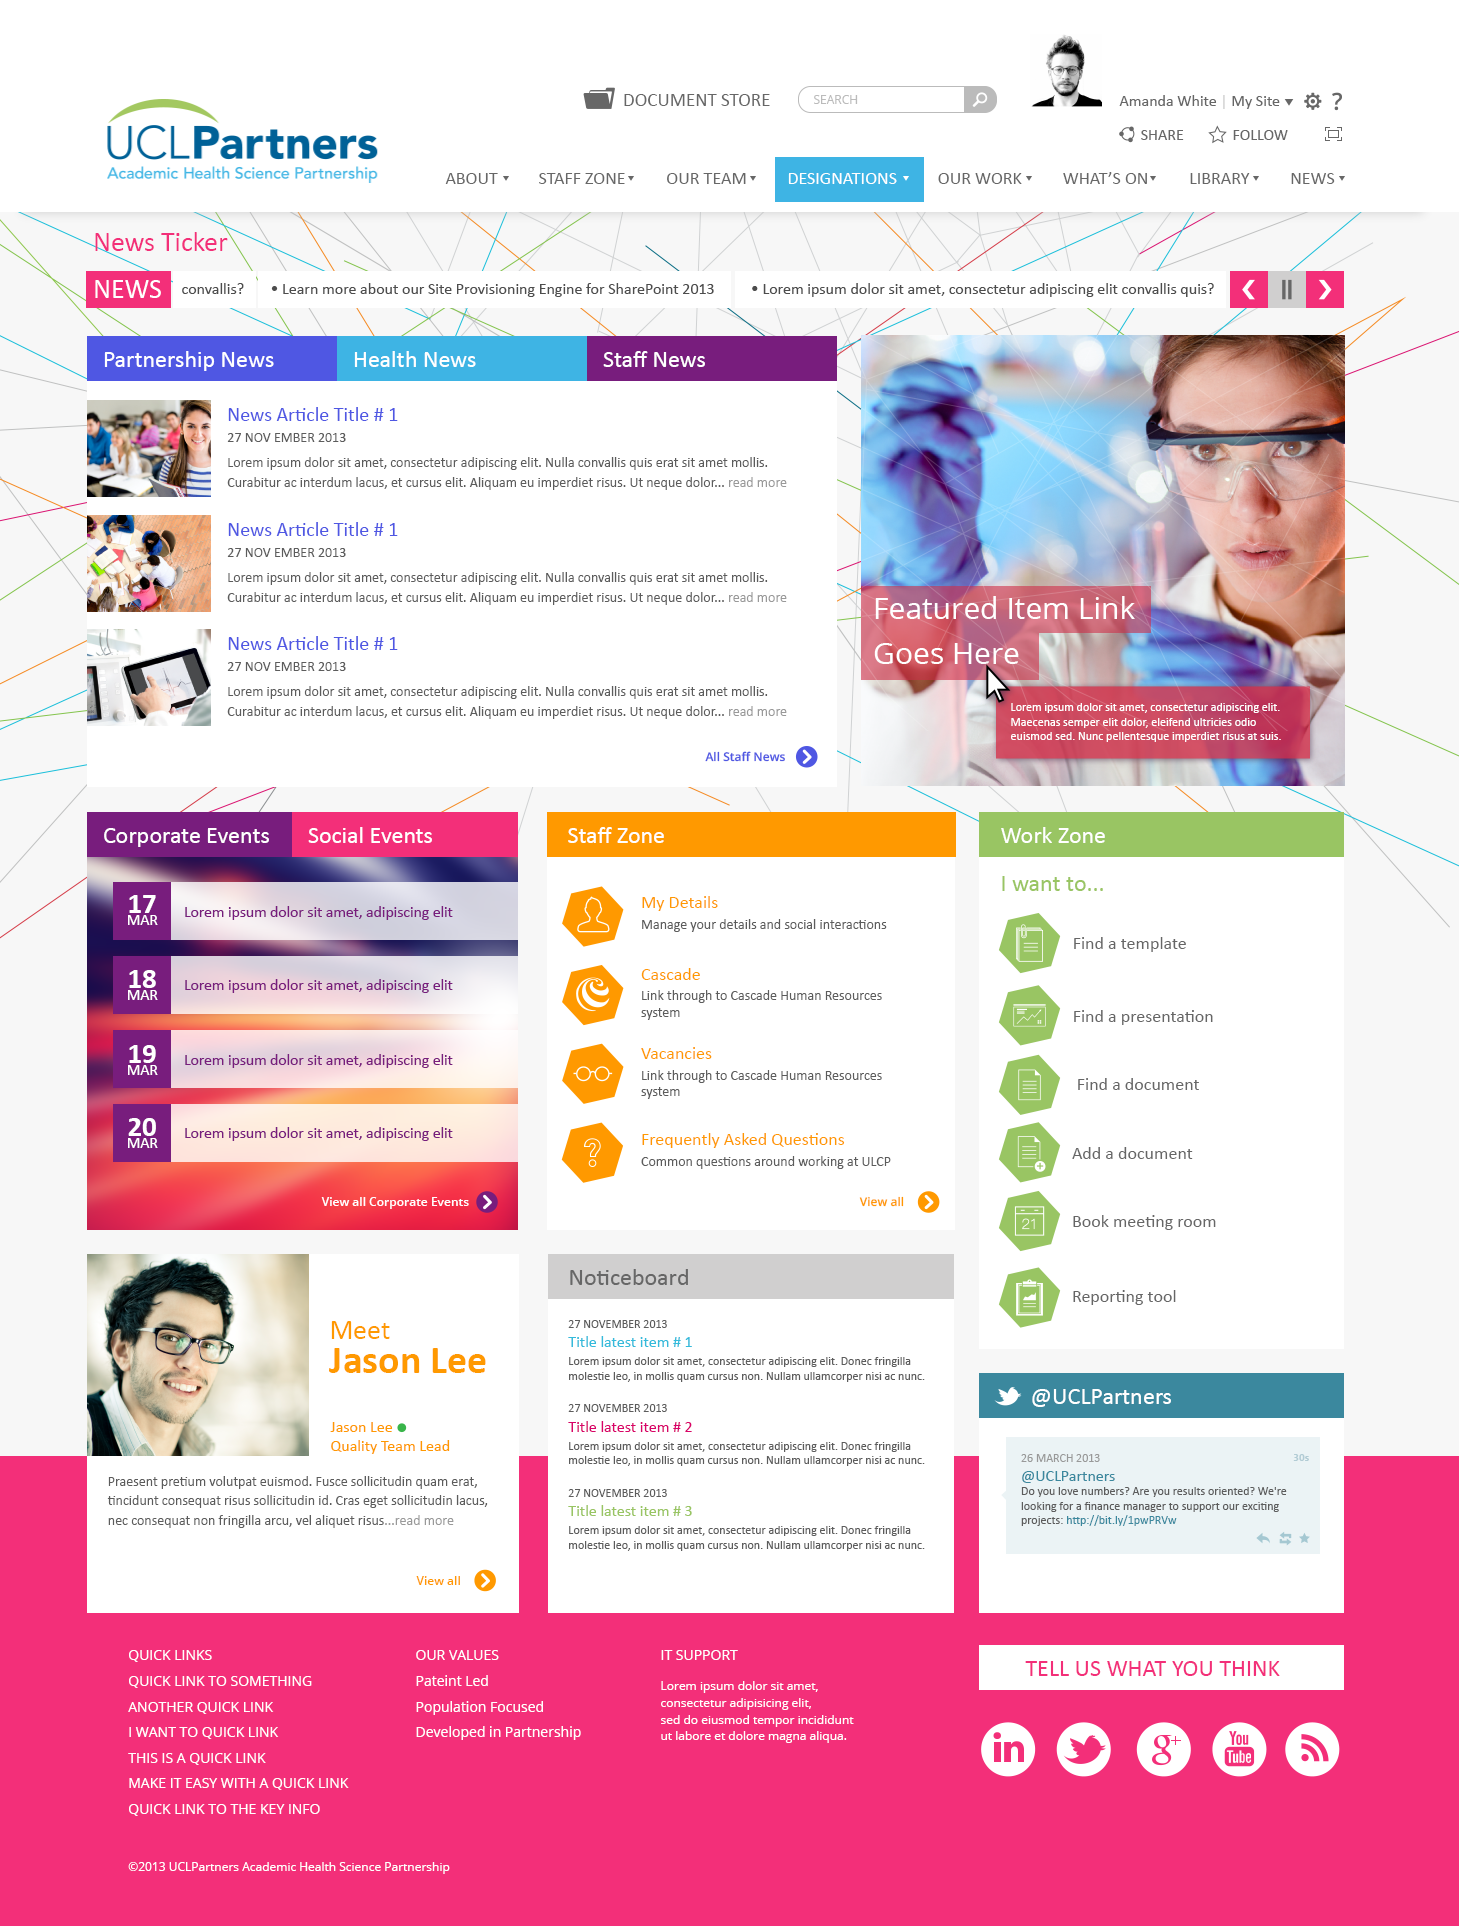 DOCUMENT STORE
SEARCH
Amanda White | My Site
?
SHARE
FOLLOW
UCLPartners
Academic Health Science Partnership
ABOUT
STAFF ZONE
OUR TEAM
DESIGNATIONS
OUR WORK
WHAT'S ON
LIBRARY
NEWS
News Ticker
NEWS
convallis?
• Learn more about our Site Provisioning Engine for SharePoint 2013
• Lorem ipsum dolor sit amet, consectetur adipiscing elit convallis quis?
Partnership News
Health News
Staff News
News Article Title # 1
27 NOV EMBER 2013
Lorem ipsum dolor sit amet, consectetur adipiscing elit. Nulla convallis quis erat sit amet mollis.
Curabitur ac interdum lacus, et cursus elit. Aliquam eu imperdiet risus. Ut neque dolor... read more
News Article Title # 1
27 NOV EMBER 2013
Lorem ipsum dolor sit amet, consectetur adipiscing elit. Nulla convallis quis erat sit amet mollis.
Curabitur ac interdum lacus, et cursus elit. Aliquam eu imperdiet risus. Ut neque dolor... read more
News Article Title # 1
27 NOV EMBER 2013
Lorem ipsum dolor sit amet, consectetur adipiscing elit. Nulla convallis quis erat sit amet mollis.
Curabitur ac interdum lacus, et cursus elit. Aliquam eu imperdiet risus. Ut neque dolor... read more
All Staff News
Featured Item Link
Goes Here
Lorem ipsum dolor sit amet, consectetur adipiscing elit.
Maecenas semper elit dolor, eleifend ultricies odio
euismod sed. Nunc pellentesque imperdiet risus at suis.
Corporate Events
Social Events
17
MAR
Lorem ipsum dolor sit amet, adipiscing elit
18
MAR
Lorem ipsum dolor sit amet, adipiscing elit
19
MAR
Lorem ipsum dolor sit amet, adipiscing elit
20
MAR
Lorem ipsum dolor sit amet, adipiscing elit
View all Corporate Events
Staff Zone
My Details
Manage your details and social interactions
Cascade
Link through to Cascade Human Resources
system
Vacancies
Link through to Cascade Human Resources
system
?
Frequently Asked Questions
Common questions around working at ULCP
View all
Work Zone
I want to...
Find a template
Find a presentation
Find a document
Add a document
21
Book meeting room
Reporting tool
Meet
Jason Lee
Jason Lee
Quality Team Lead
Praesent pretium volutpat euismod. Fusce sollicitudin quam erat,
tincidunt consequat risus sollicitudin id. Cras eget sollicitudin lacus,
nec consequat non fringilla arcu, vel aliquet risus...read more
View all
Noticeboard
27 NOVEMBER 2013
Title latest item # 1
Lorem ipsum dolor sit amet, consectetur adipiscing elit. Donec fringilla
molestie leo, in mollis quam cursus non. Nullam ullamcorper nisi ac nunc.
27 NOVEMBER 2013
Title latest item # 2
Lorem ipsum dolor sit amet, consectetur adipiscing elit. Donec fringilla
molestie leo, in mollis quam cursus non. Nullam ullamcorper nisi ac nunc.
27 NOVEMBER 2013
Title latest item # 3
Lorem ipsum dolor sit amet, consectetur adipiscing elit. Donec fringilla
molestie leo, in mollis quam cursus non. Nullam ullamcorper nisi ac nunc.
@UCLPartners
26 MARCH 2013
30s
@UCLPartners
Do you love numbers? Are you results oriented? We're
looking for a finance manager to support our exciting
projects: http://bit.ly/1pwPRVw
QUICK LINKS
QUICK LINK TO SOMETHING
ANOTHER QUICK LINK
I WANT TO QUICK LINK
THIS IS A QUICK LINK
MAKE IT EASY WITH A QUICK LINK
QUICK LINK TO THE KEY INFO
OUR VALUES
Pateint Led
Population Focused
Developed in Partnership
IT SUPPORT
Lorem ipsum dolor sit amet,
consectetur adipisicing elit,
sed do eiusmod tempor incididunt
ut labore et dolore magna aliqua.
TELL US WHAT YOU THINK
in
g+
You
Tube
©2013 UCLPartners Academic Health Science Partnership